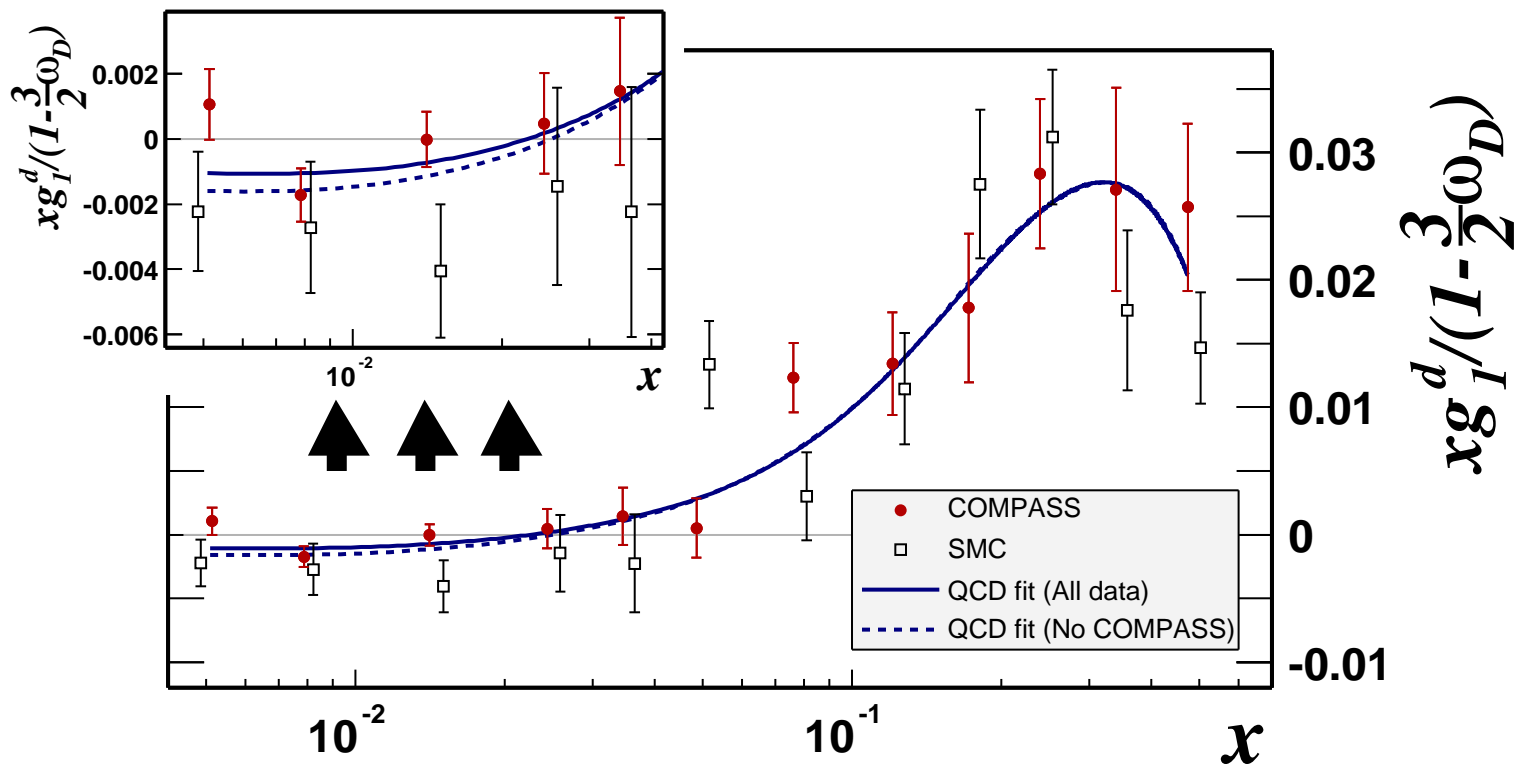 xg₁ᵈ/(1-3/2ω_D)
0.002
0
-0.002
-0.004
-0.006
10⁻²
x
0.03
0.02
0.01
0
-0.01
xg₁ᵈ/(1-3/2ω_D)
COMPASS
SMC
QCD fit (All data)
QCD fit (No COMPASS)
10⁻²
10⁻¹
x